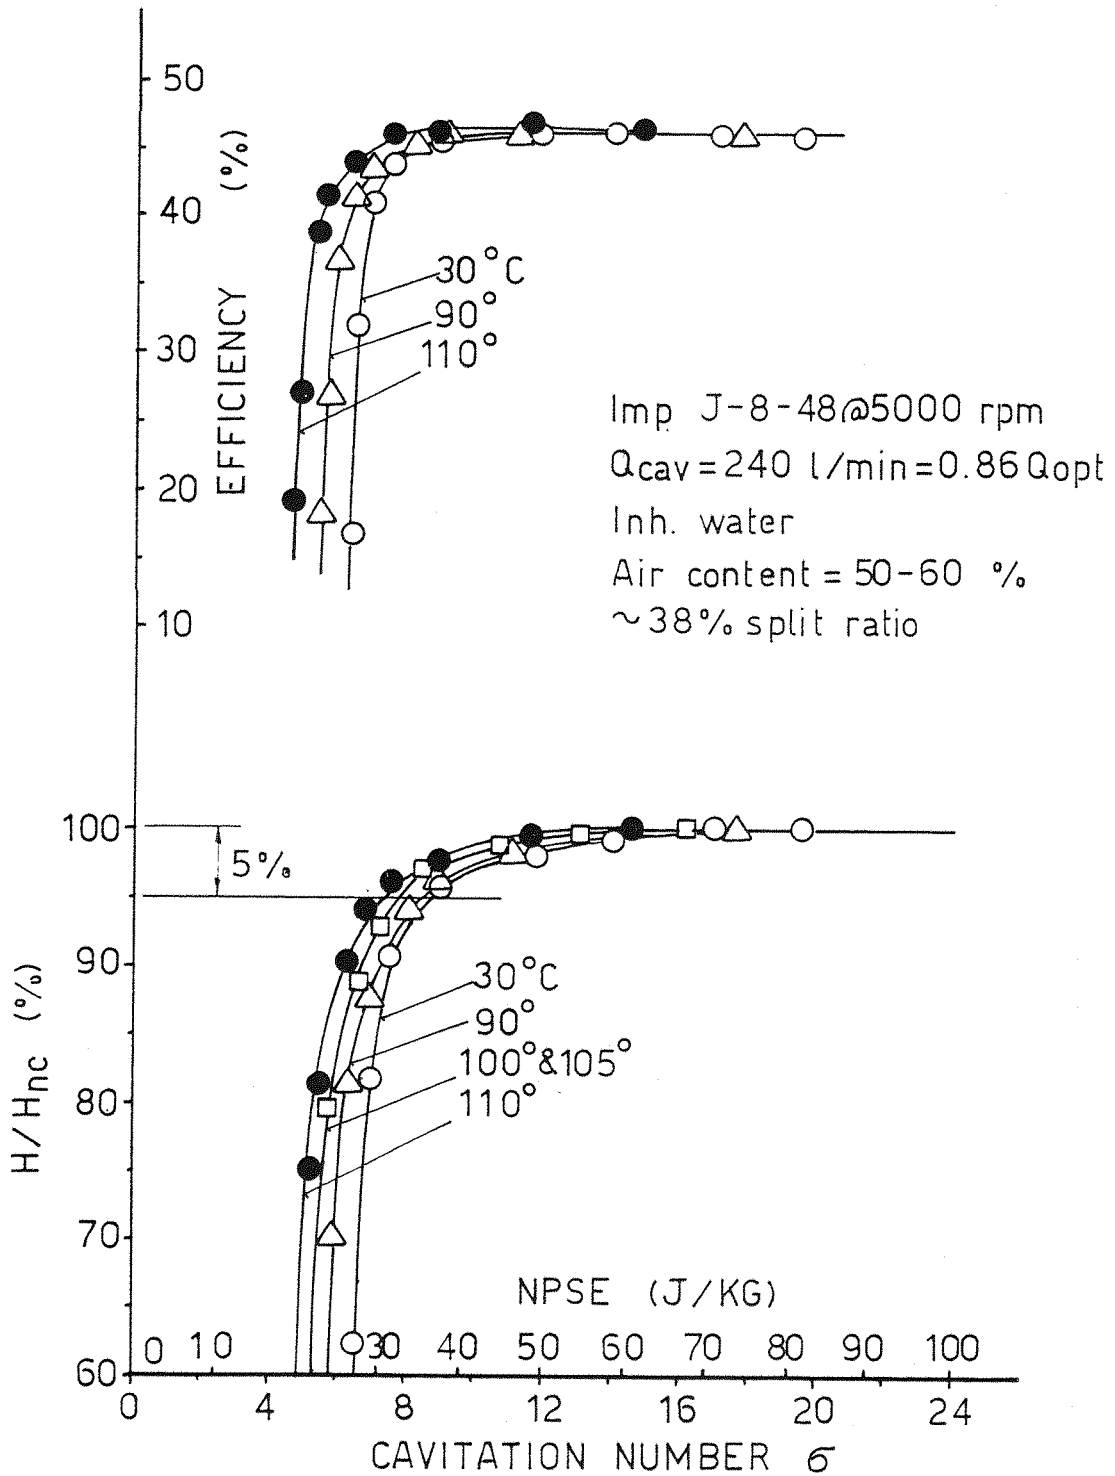 50
40
30
20
10
EFFICIENCY (%)
30°C
90°
110°
Imp J-8-48@5000 rpm
Qcav=240 l/min=0.86Qopt
Inh. water
Air content = 50-60 %
~38% split ratio
100
90
80
70
60
5%
H/Hnc (%)
30°C
90°
100°&105°
110°
NPSE (J/KG)
0 10 30 40 50 60 70 80 90 100
0 4 8 12 16 20 24
CAVITATION NUMBER σ